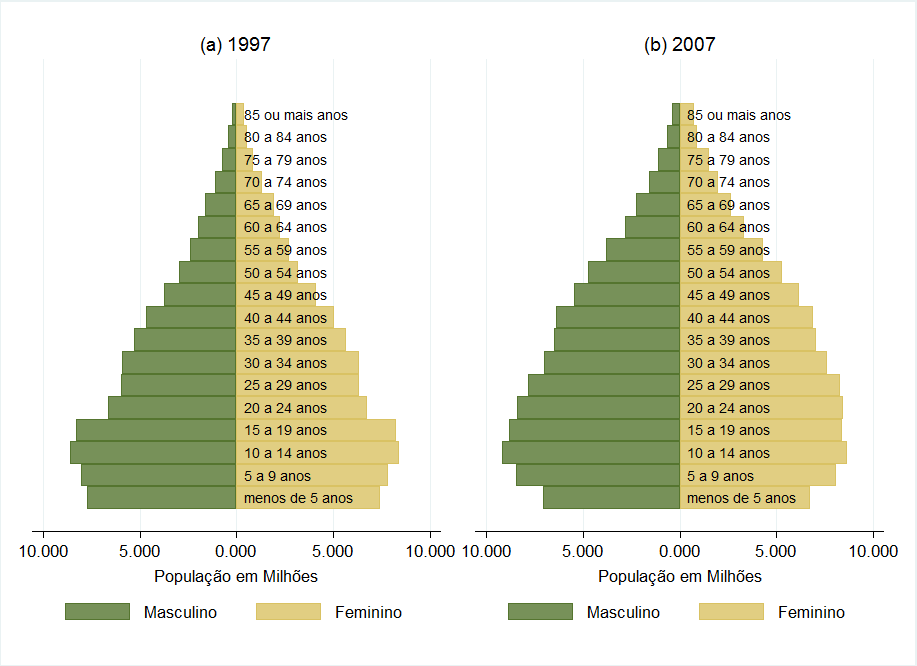 (a) 1997
85 ou mais anos
80 a 84 anos
75 a 79 anos
70 a 74 anos
65 a 69 anos
60 a 64 anos
55 a 59 anos
50 a 54 anos
45 a 49 anos
40 a 44 anos
35 a 39 anos
30 a 34 anos
25 a 29 anos
20 a 24 anos
15 a 19 anos
10 a 14 anos
5 a 9 anos
menos de 5 anos
10.000 5.000 0.000 5.000 10.000
População em Milhões
Masculino Feminino
(b) 2007
85 ou mais anos
80 a 84 anos
75 a 79 anos
70 a 74 anos
65 a 69 anos
60 a 64 anos
55 a 59 anos
50 a 54 anos
45 a 49 anos
40 a 44 anos
35 a 39 anos
30 a 34 anos
25 a 29 anos
20 a 24 anos
15 a 19 anos
10 a 14 anos
5 a 9 anos
menos de 5 anos
10.000 5.000 0.000 5.000 10.000
População em Milhões
Masculino Feminino